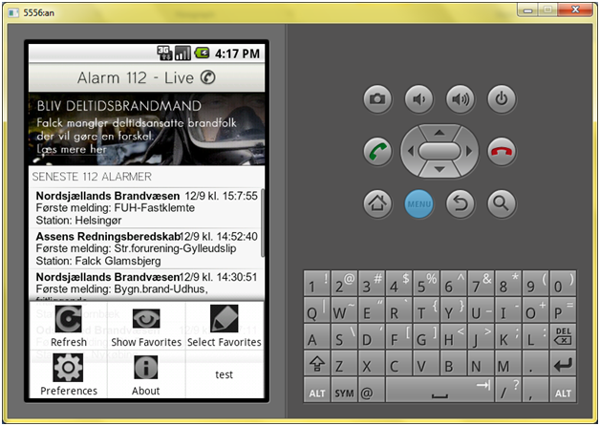 5556:an
3G
4:17 PM
Alarm 112 - Live
BLIV DELTIDSBRANDMAND
Falck mangler deltidsansatte brandfolk
der vil gøre en forskel.
Læs mere her
SENESTE 112 ALARMER
Nordsjællands Brandvæsen 12/9 kl. 15:7:55
Første melding: FUH-Fastklemte
Station: Helsingør
Assens Redningsberedskab 12/9 kl. 14:52:40
Første melding: Str.forurening-Gylleudslip
Station: Falck Glamsbjerg
Nordsjællands Brandvæsen 12/9 kl. 14:30:51
Første melding: Bygn.brand-Udhus,
fritliggende
Refresh Show Favorites Select Favorites
Preferences About test
MENU
1 ! 2 @ 3 # 4 $ 5 % 6 ^ 7 & 8 * 9 ( 0 )
Q W E R T Y U I O P
A S D F G H J K L DEL
Z X C V B N M .
ALT SYM @ / ? , ALT